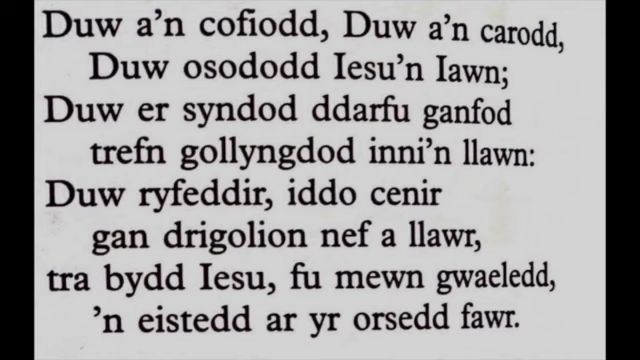 Duw a'n cofiodd, Duw a'n carodd,
Duw osododd Iesu'n Iawn;
Duw er syndod ddarfu ganfod
trefn gollyngdod inni'n llawn:
Duw ryfeddir, iddo cenir
gan drigolion nef a llawr,
tra bydd Iesu, fu mewn gwaeledd,
'n eistedd ar yr orsedd fawr.